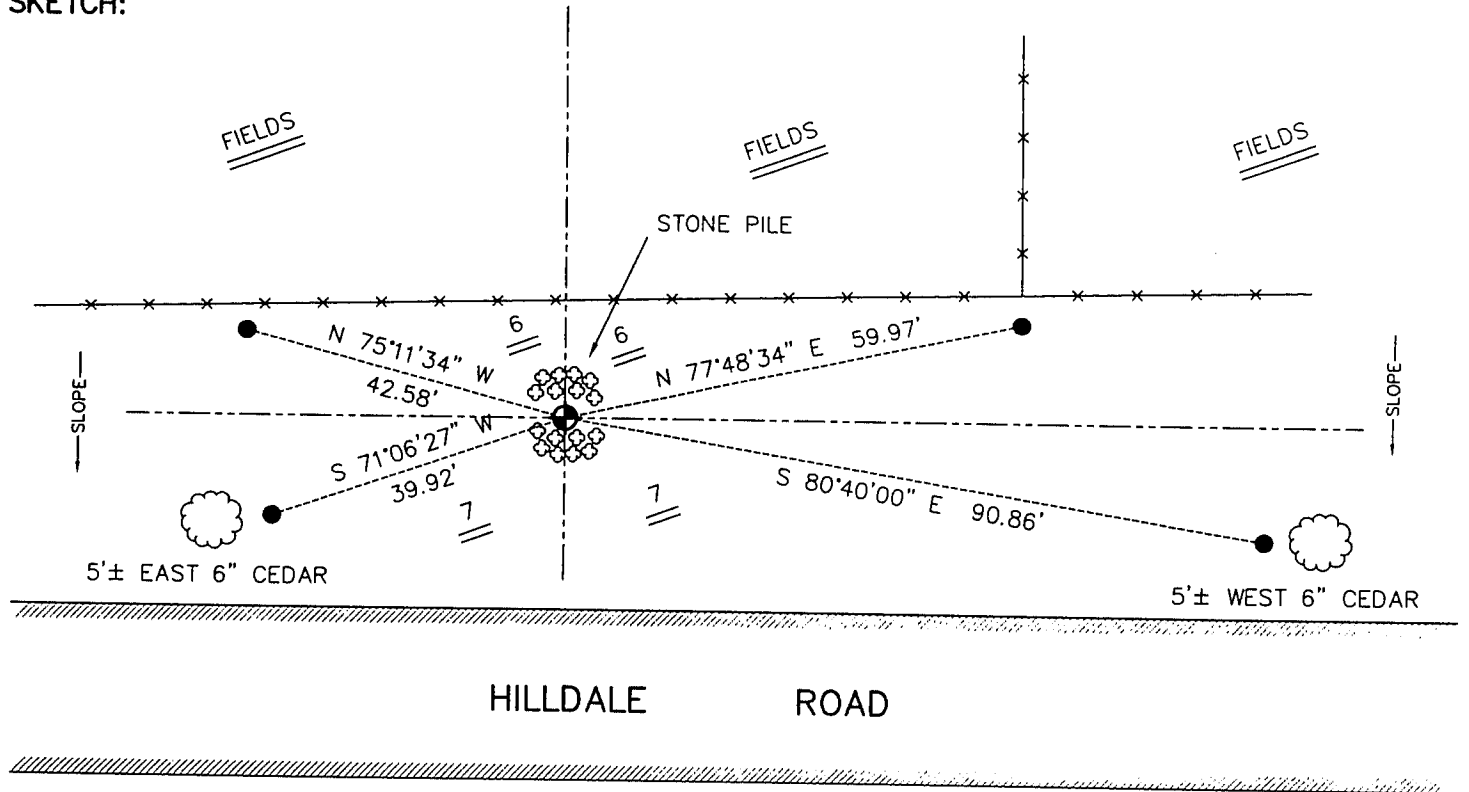 SKETCH:
FIELDS
FIELDS
FIELDS
STONE PILE
6
6
N 75°11'34" W
42.58'
N 77°48'34" E 59.97'
SLOPE
SLOPE
S 71°06'27" W
39.92'
S 80°40'00" E 90.86'
7
7
5'± EAST 6" CEDAR
5'± WEST 6" CEDAR
HILLDALE ROAD